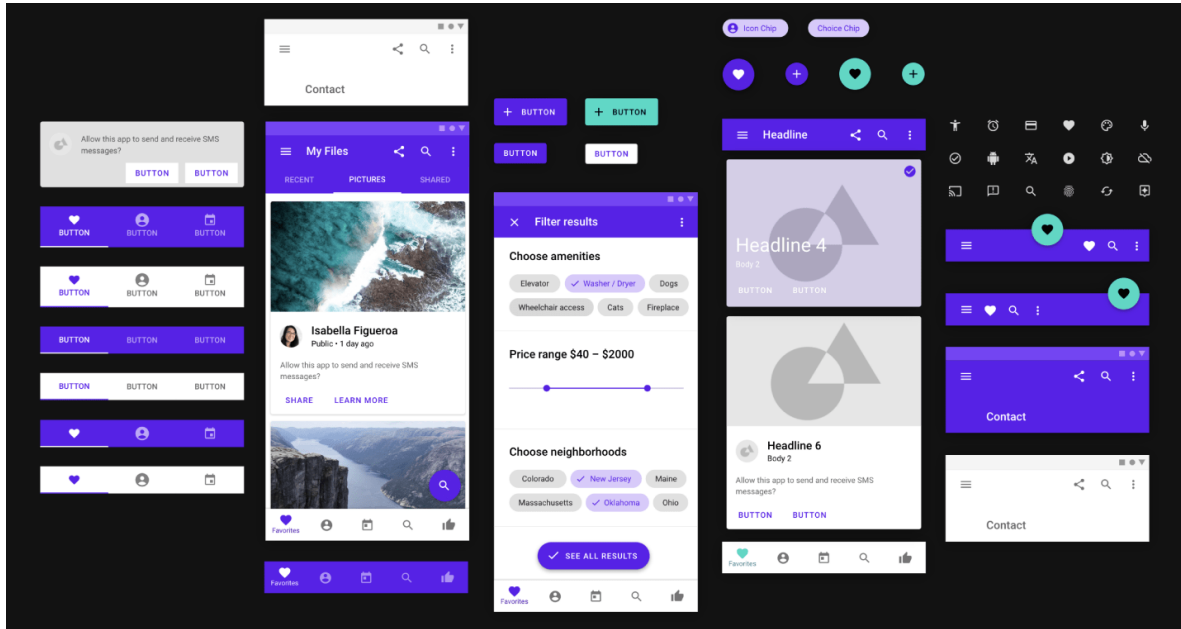 Allow this app to send and receive SMS
messages?
BUTTON BUTTON
BUTTON BUTTON BUTTON
BUTTON BUTTON BUTTON
BUTTON BUTTON BUTTON
BUTTON BUTTON BUTTON
Contact
My Files
RECENT PICTURES SHARED
Isabella Figueroa
Public • 1 day ago
Allow this app to send and receive SMS
messages?
SHARE LEARN MORE
Favorites
Favorites
BUTTON BUTTON
BUTTON BUTTON
Filter results
Choose amenities
Elevator Washer / Dryer Dogs
Wheelchair access Cats Fireplace
Price range $40 – $2000
Choose neighborhoods
Colorado New Jersey Maine
Massachusetts Oklahoma Ohio
SEE ALL RESULTS
Favorites
Icon Chip Choice Chip
Headline
Headline 4
Body 2
BUTTON BUTTON
Headline 6
Body 2
Allow this app to send and receive SMS
messages?
BUTTON BUTTON
Favorites
Contact
Contact